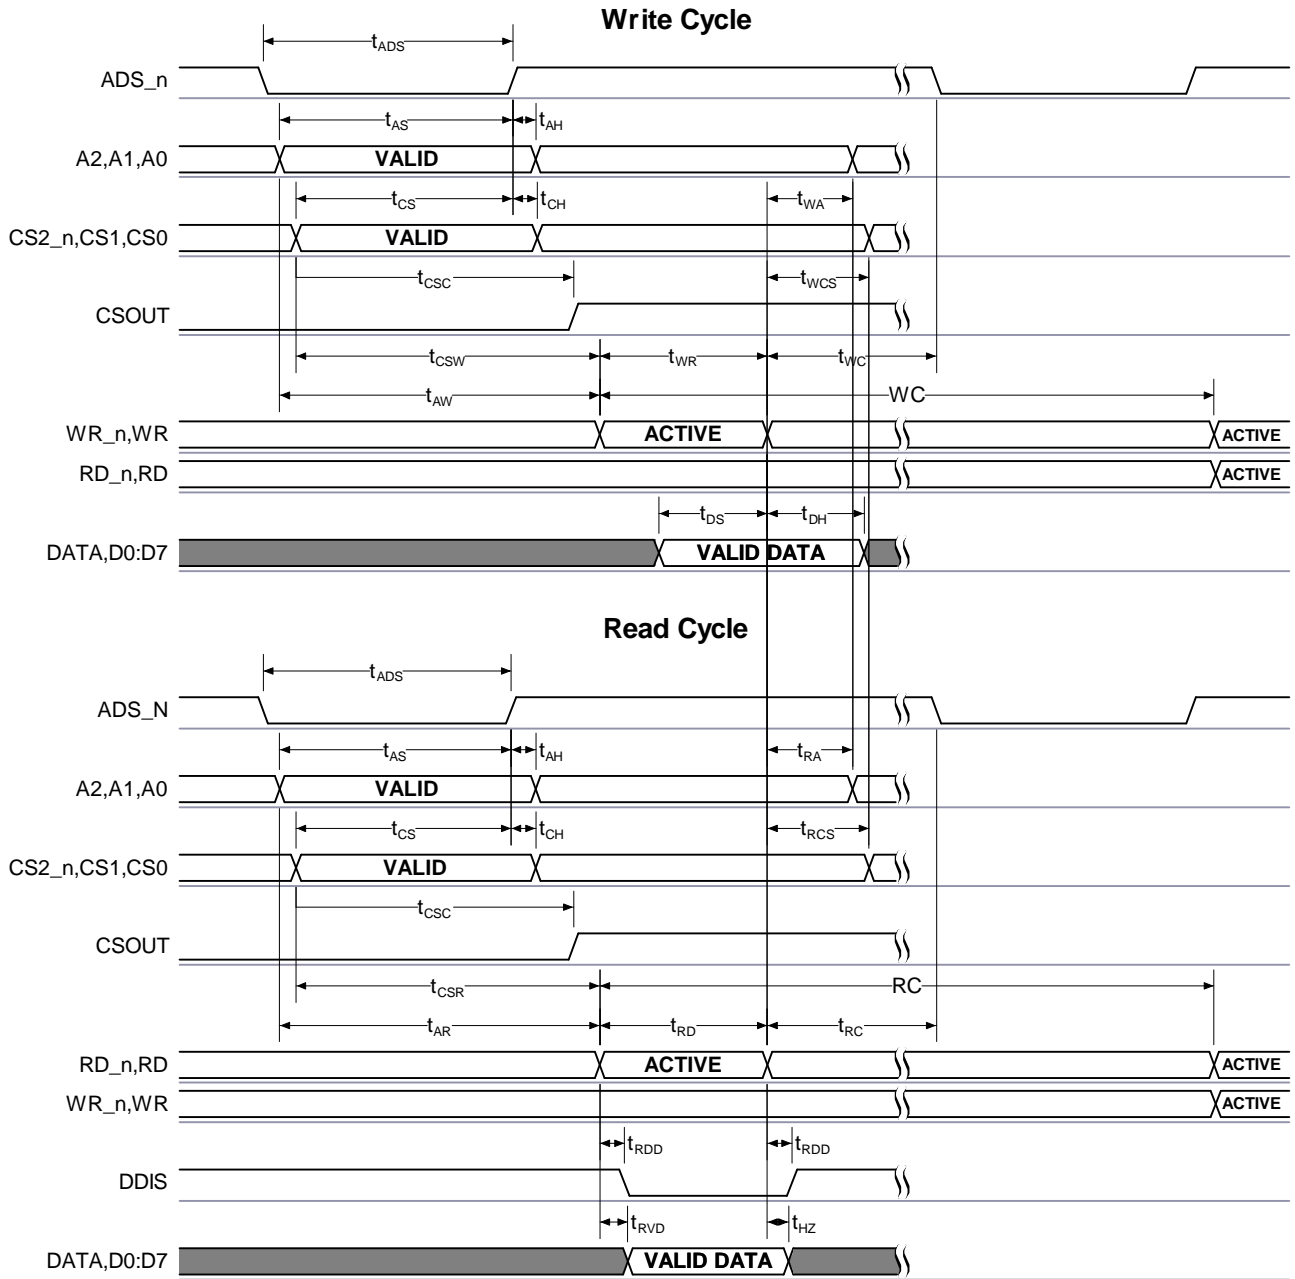 Write Cycle
tADS
ADS_n
tAS tAH
A2,A1,A0 VALID
tCS tCH tWA
CS2_n,CS1,CS0 VALID
tCSC tWCS
CSOUT
tCSW tWR tWC
tAW WC
WR_n,WR ACTIVE ACTIVE
RD_n,RD ACTIVE
tDS tDH
DATA,D0:D7 VALID DATA
Read Cycle
tADS
ADS_N
tAS tAH tRA
A2,A1,A0 VALID
tCS tCH tRCS
CS2_n,CS1,CS0 VALID
tCSC
CSOUT
tCSR RC
tAR tRD tRC
RD_n,RD ACTIVE ACTIVE
WR_n,WR ACTIVE
tRDD tRDD
DDIS
tRVD tHZ
DATA,D0:D7 VALID DATA